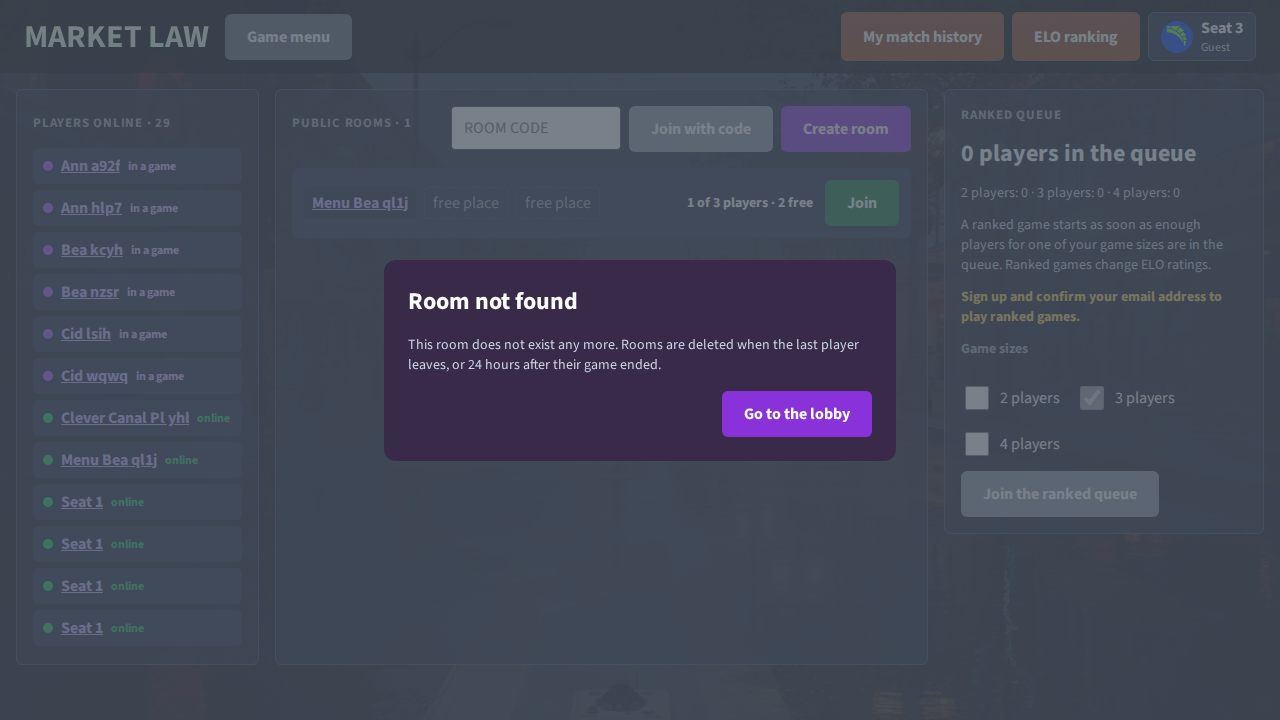 MARKET LAW
Game menu
My match history
ELO ranking
Seat 3
Guest
PLAYERS ONLINE · 29
Ann a92f in a game
Ann hlp7 in a game
Bea kcyh in a game
Bea nzsr in a game
Cid lsih in a game
Cid wqwq in a game
Clever Canal Pl yhl online
Menu Bea ql1j online
Seat 1 online
Seat 1 online
Seat 1 online
Seat 1 online
PUBLIC ROOMS · 1
ROOM CODE
Join with code
Create room
Menu Bea ql1j free place free place 1 of 3 players · 2 free Join
Room not found
This room does not exist any more. Rooms are deleted when the last player
leaves, or 24 hours after their game ended.
Go to the lobby
RANKED QUEUE
0 players in the queue
2 players: 0 · 3 players: 0 · 4 players: 0
A ranked game starts as soon as enough
players for one of your game sizes are in the
queue. Ranked games change ELO ratings.
Sign up and confirm your email address to
play ranked games.
Game sizes
2 players 3 players
4 players
Join the ranked queue